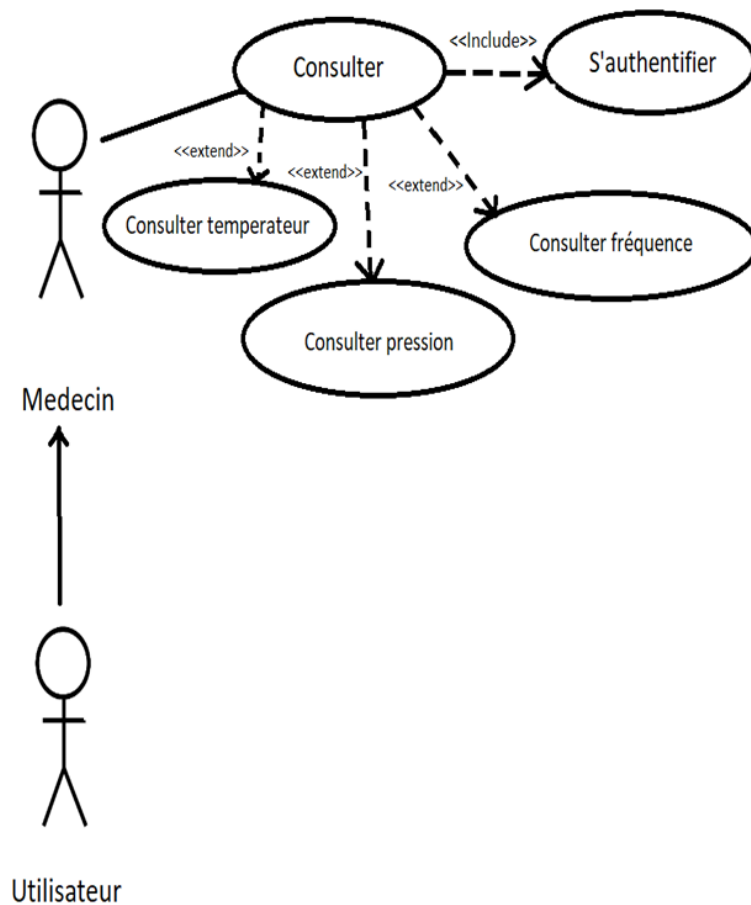 <<Include>>
Consulter
S'authentifier
<<extend>>
<<extend>>
<<extend>>
Consulter temperateur
Consulter fréquence
Consulter pression
Medecin
Utilisateur